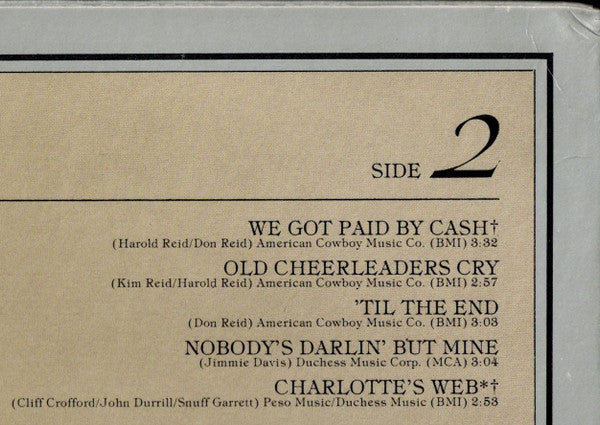 SIDE 2
WE GOT PAID BY CASH†
(Harold Reid/Don Reid) American Cowboy Music Co. (BMI) 3:32
OLD CHEERLEADERS CRY
(Kim Reid/Harold Reid) American Cowboy Music Co. (BMI) 2:57
'TIL THE END
(Don Reid) American Cowboy Music Co. (BMI) 3:03
NOBODY'S DARLIN' BUT MINE
(Jimmie Davis) Duchess Music Corp. (MCA) 3:04
CHARLOTTE'S WEB*†
(Cliff Crofford/John Durrill/Snuff Garrett) Peso Music/Duchess Music (BMI) 2:53